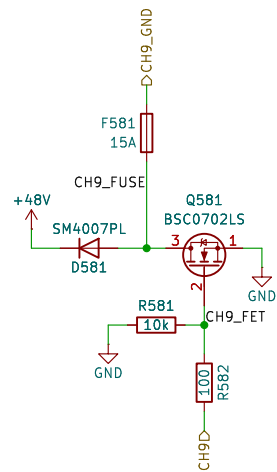 CH9_GND
F581
15A
CH9_FUSE
+48V
SM4007PL
D581
Q581
BSC0702LS
3
1
2
GND
R581
10k
CH9_FET
GND
100
R582
CH9